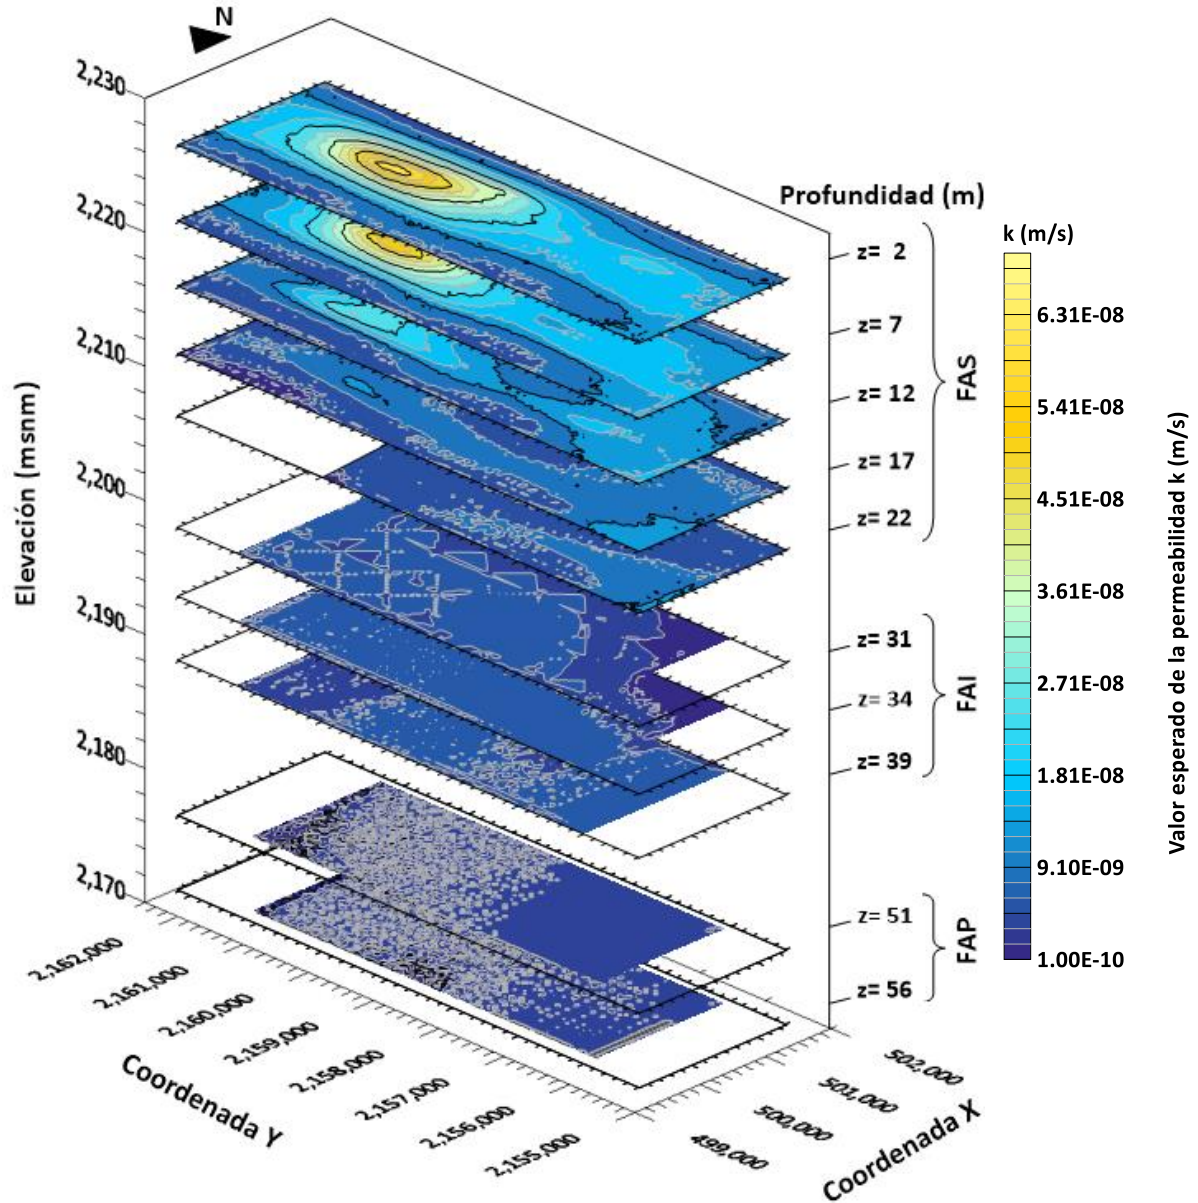 N
2,230
2,220
2,210
2,200
2,190
2,180
2,170
Elevación (msnm)
Profundidad (m)
z= 2
z= 7
z= 12
z= 17
z= 22
FAS
z= 31
z= 34
z= 39
FAI
z= 51
z= 56
FAP
k (m/s)
6.31E-08
5.41E-08
4.51E-08
3.61E-08
2.71E-08
1.81E-08
9.10E-09
1.00E-10
Valor esperado de la permeabilidad k (m/s)
2,162,000
2,161,000
2,160,000
2,159,000
2,158,000
2,157,000
2,156,000
2,155,000
Coordenada Y
502,000
501,000
500,000
499,000
Coordenada X